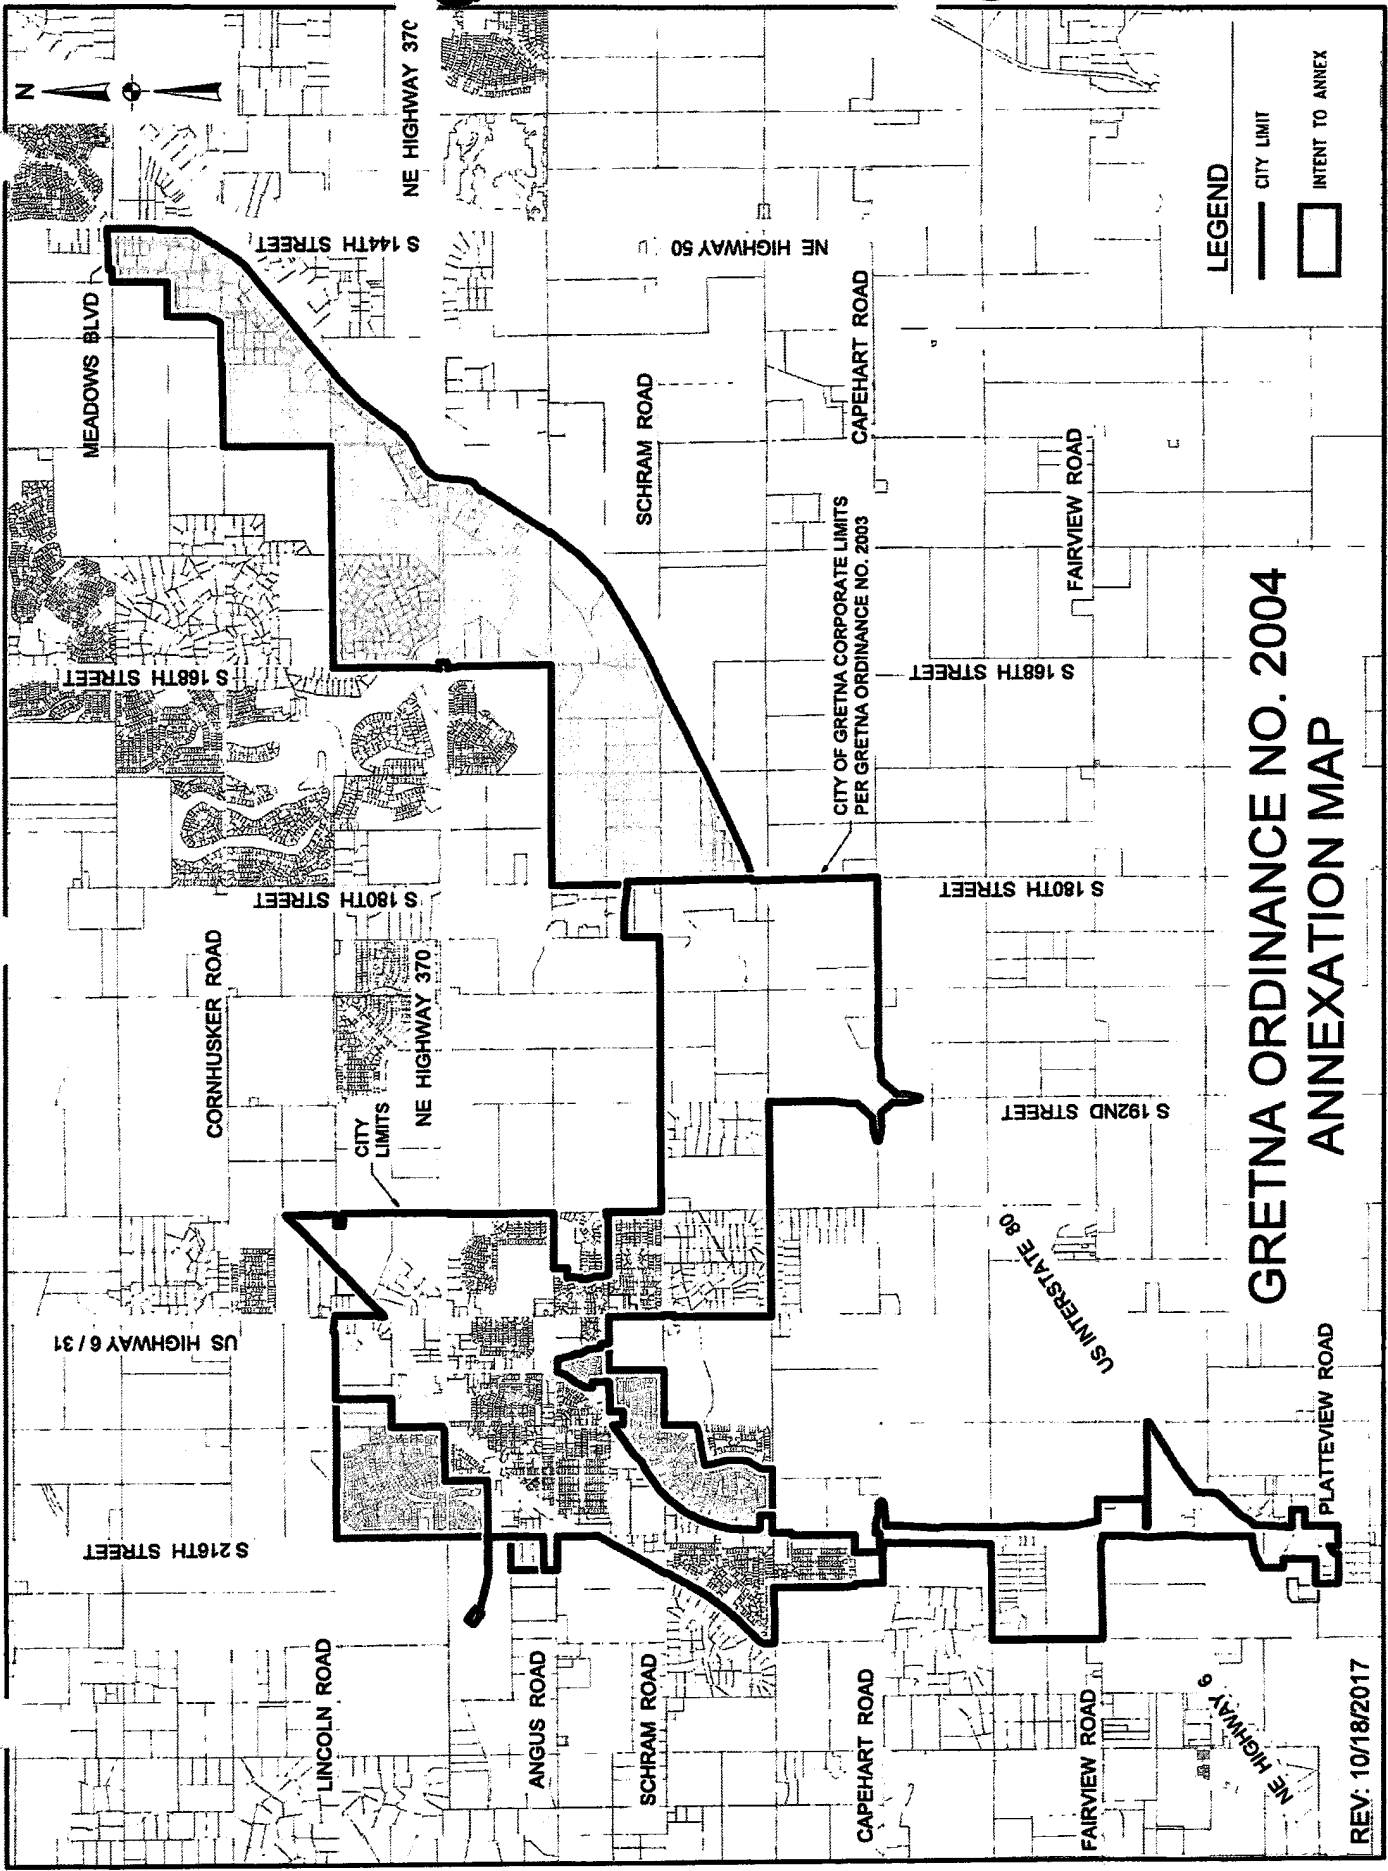 N
NE HIGHWAY 370
MEADOWS BLVD
S 144TH STREET
NE HIGHWAY 50
SCHRAM ROAD
CAPEHART ROAD
S 168TH STREET
CITY OF GRETNA CORPORATE LIMITS
PER GRETNA ORDINANCE NO. 2003
S 168TH STREET
FAIRVIEW ROAD
CORNHUSKER ROAD
S 180TH STREET
NE HIGHWAY 370
CITY
LIMITS
S 180TH STREET
S 192ND STREET
US HIGHWAY 6 / 31
US INTERSTATE 80
S 216TH STREET
PLATTEVIEW ROAD
LINCOLN ROAD
ANGUS ROAD
SCHRAM ROAD
CAPEHART ROAD
FAIRVIEW ROAD
NE HIGHWAY 6
LEGEND
CITY LIMIT
INTENT TO ANNEX
GRETNA ORDINANCE NO. 2004
ANNEXATION MAP
REV: 10/18/2017